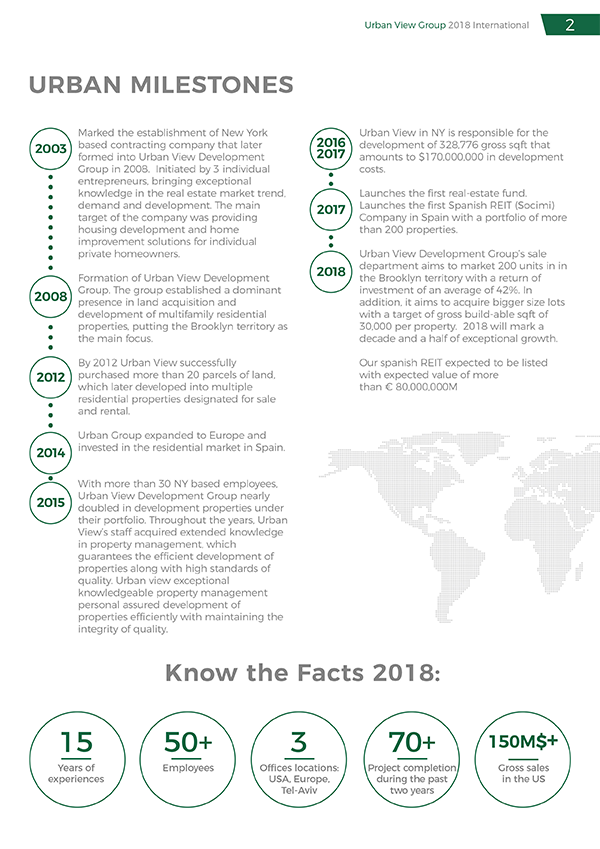 Urban View Group 2018 International
2
URBAN MILESTONES
2003
Marked the establishment of New York
based contracting company that later
formed into Urban View Development
Group in 2008. Initiated by 3 individual
entrepreneurs, bringing exceptional
knowledge in the real estate market trend,
demand and development. The main
target of the company was providing
housing development and home
improvement solutions for individual
private homeowners.
2008
Formation of Urban View Development
Group. The group established a dominant
presence in land acquisition and
development of multifamily residential
properties, putting the Brooklyn territory as
the main focus.
2012
By 2012 Urban View successfully
purchased more than 20 parcels of land,
which later developed into multiple
residential properties designated for sale
and rental.
2014
Urban Group expanded to Europe and
invested in the residential market in Spain.
2015
With more than 30 NY based employees,
Urban View Development Group nearly
doubled in development properties under
their portfolio. Throughout the years, Urban
View's staff acquired extended knowledge
in property management, which
guarantees the efficient development of
properties along with high standards of
quality. Urban view exceptional
knowledgeable property management
personal assured development of
properties efficiently with maintaining the
integrity of quality.
2016
2017
Urban View in NY is responsible for the
development of 328,776 gross sqft that
amounts to $170,000,000 in development
costs.
2017
Launches the first real-estate fund.
Launches the first Spanish REIT (Socimi)
Company in Spain with a portfolio of more
than 200 properties.
2018
Urban View Development Group's sale
department aims to market 200 units in in
the Brooklyn territory with a return of
investment of an average of 42%. In
addition, it aims to acquire bigger size lots
with a target of gross build-able sqft of
30,000 per property. 2018 will mark a
decade and a half of exceptional growth.
Our spanish REIT expected to be listed
with expected value of more
than € 80,000,000M
Know the Facts 2018:
15
Years of
experiences
50+
Employees
3
Offices locations:
USA, Europe,
Tel-Aviv
70+
Project completion
during the past
two years
150M$+
Gross sales
in the US